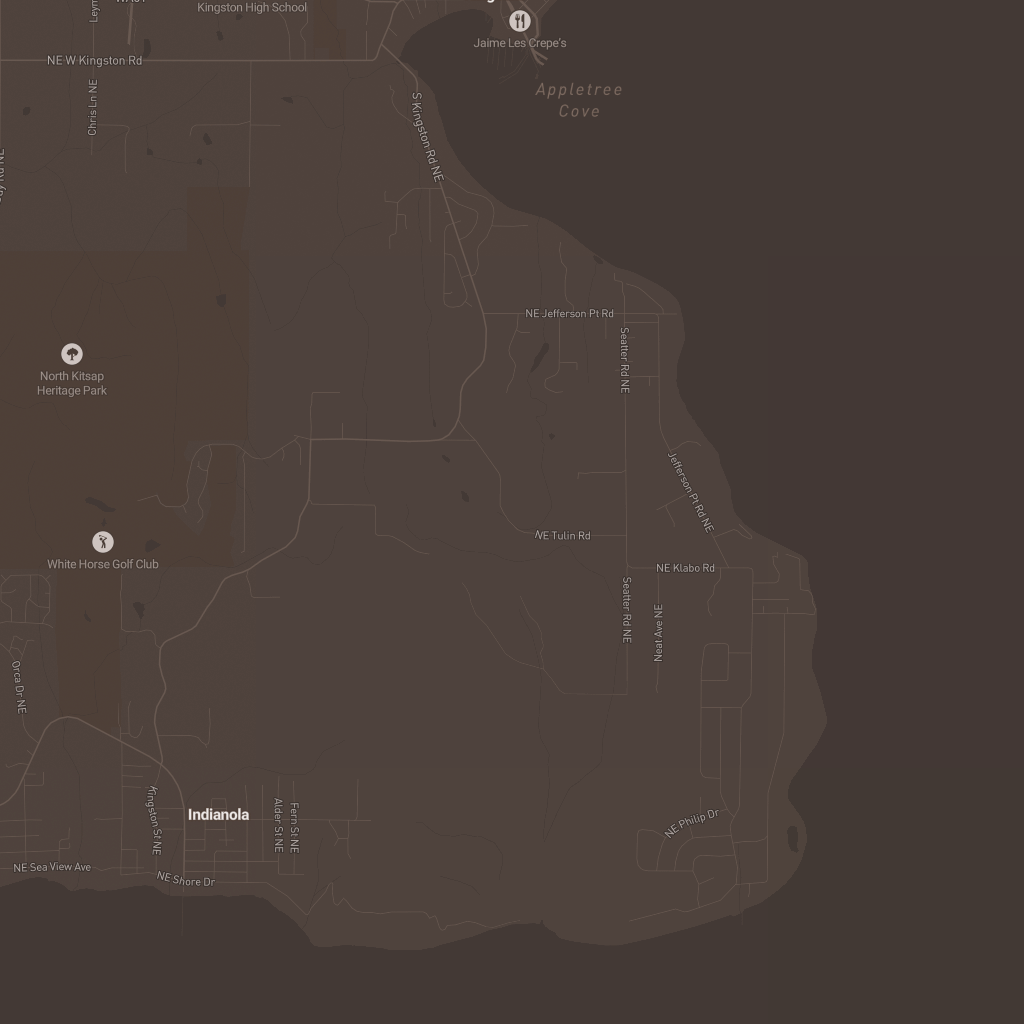 Kingston High School
Jaime Les Crepe's
NE W Kingston Rd
Appletree
Cove
Chris Ln NE
S Kingston Rd NE
NE Jefferson Pt Rd
Seatter Rd NE
North Kitsap
Heritage Park
Jefferson Pt Rd NE
White Horse Golf Club
NE Tulin Rd
NE Klabo Rd
Seatter Rd NE
Neat Ave NE
Orca Dr NE
Indianola
Kingston St NE
Alder St NE
Fern St NE
NE Philip Dr
NE Sea View Ave
NE Shore Dr